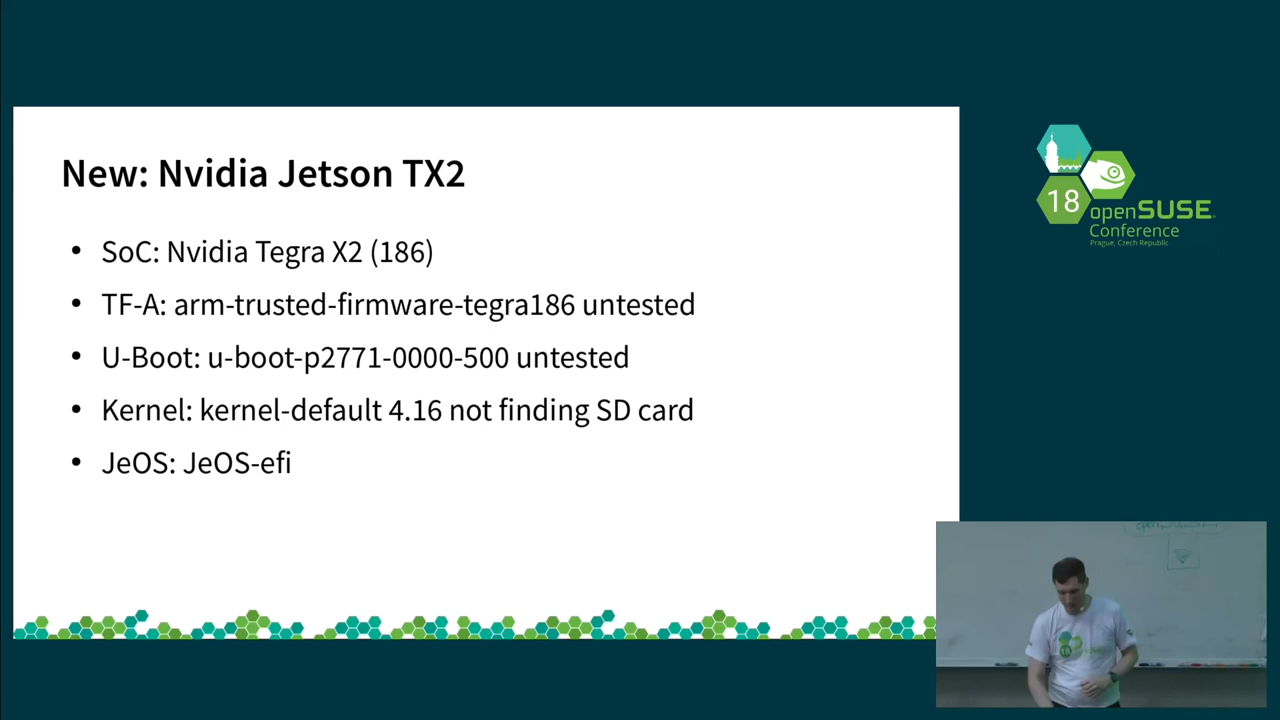 New: Nvidia Jetson TX2
• SoC: Nvidia Tegra X2 (186)
• TF-A: arm-trusted-firmware-tegra186 untested
• U-Boot: u-boot-p2771-0000-500 untested
• Kernel: kernel-default 4.16 not finding SD card
• JeOS: JeOS-efi
18
openSUSE
Conference
Prague, Czech Republic
18